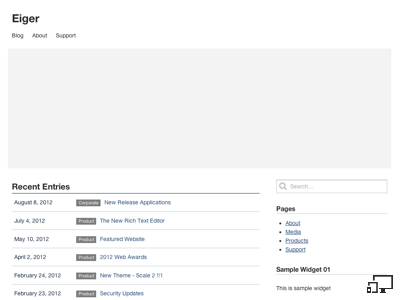 Eiger
Blog About Support
Recent Entries
August 8, 2012 Corporate New Release Applications
July 4, 2012 Product The New Rich Text Editor
May 10, 2012 Product Featured Website
April 2, 2012 Product 2012 Web Awards
February 24, 2012 Product New Theme - Scale 2 !!1
February 23, 2012 Product Security Updates
Search...
Pages
About
Media
Products
Support
Sample Widget 01
This is sample widget